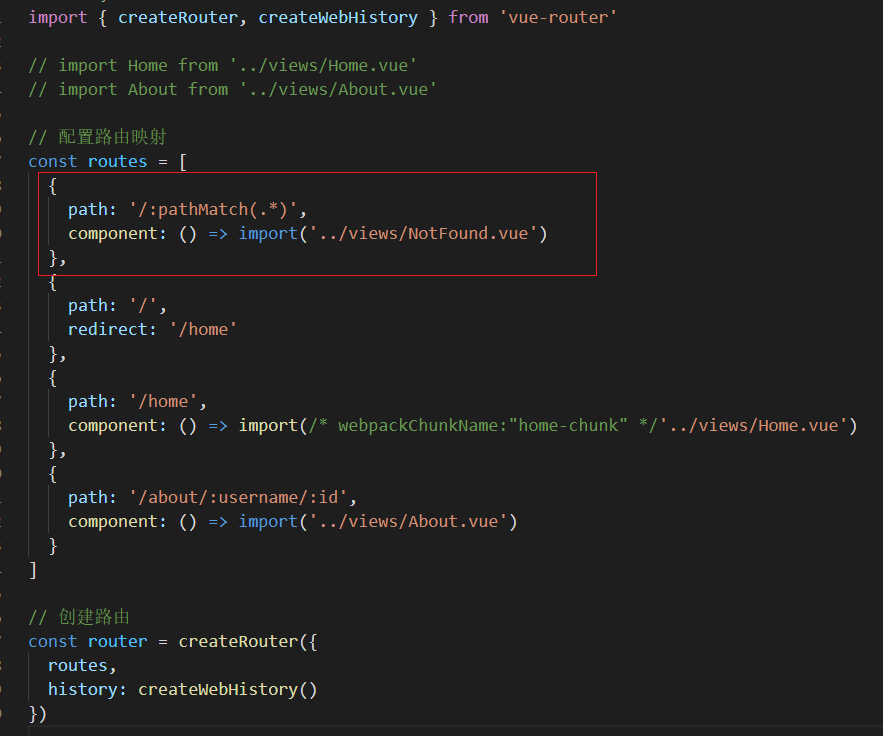 import { createRouter, createWebHistory } from 'vue-router'
// import Home from '../views/Home.vue'
// import About from '../views/About.vue'
// 配置路由映射
const routes = [
{
path: '/:pathMatch(.*)',
component: () => import('../views/NotFound.vue')
},
{
path: '/',
redirect: '/home'
},
{
path: '/home',
component: () => import(/* webpackChunkName:"home-chunk" */'../views/Home.vue')
},
{
path: '/about/:username/:id',
component: () => import('../views/About.vue')
}
]
// 创建路由
const router = createRouter({
routes,
history: createWebHistory()
})